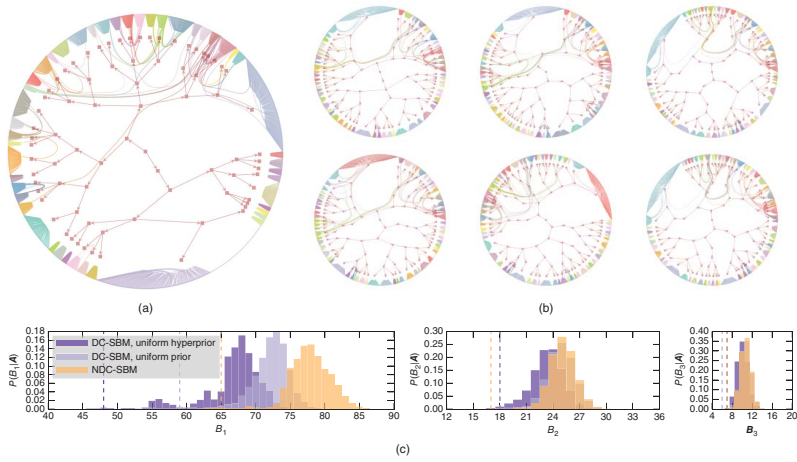 (a)
(b)
P(B1|A)
0.18
0.16
0.14
0.12
0.10
0.08
0.06
0.04
0.02
0.00
DC-SBM, uniform hyperprior
DC-SBM, uniform prior
NDC-SBM
40 45 50 55 60 65 70 75 80 85 90
B1
P(B2|A)
0.30
0.25
0.20
0.15
0.10
0.05
0.00
12 15 18 21 24 27 30 33 36
B2
P(B3|A)
0.40
0.35
0.30
0.25
0.20
0.15
0.10
0.05
0.00
4 8 12 16 20
B3
(c)